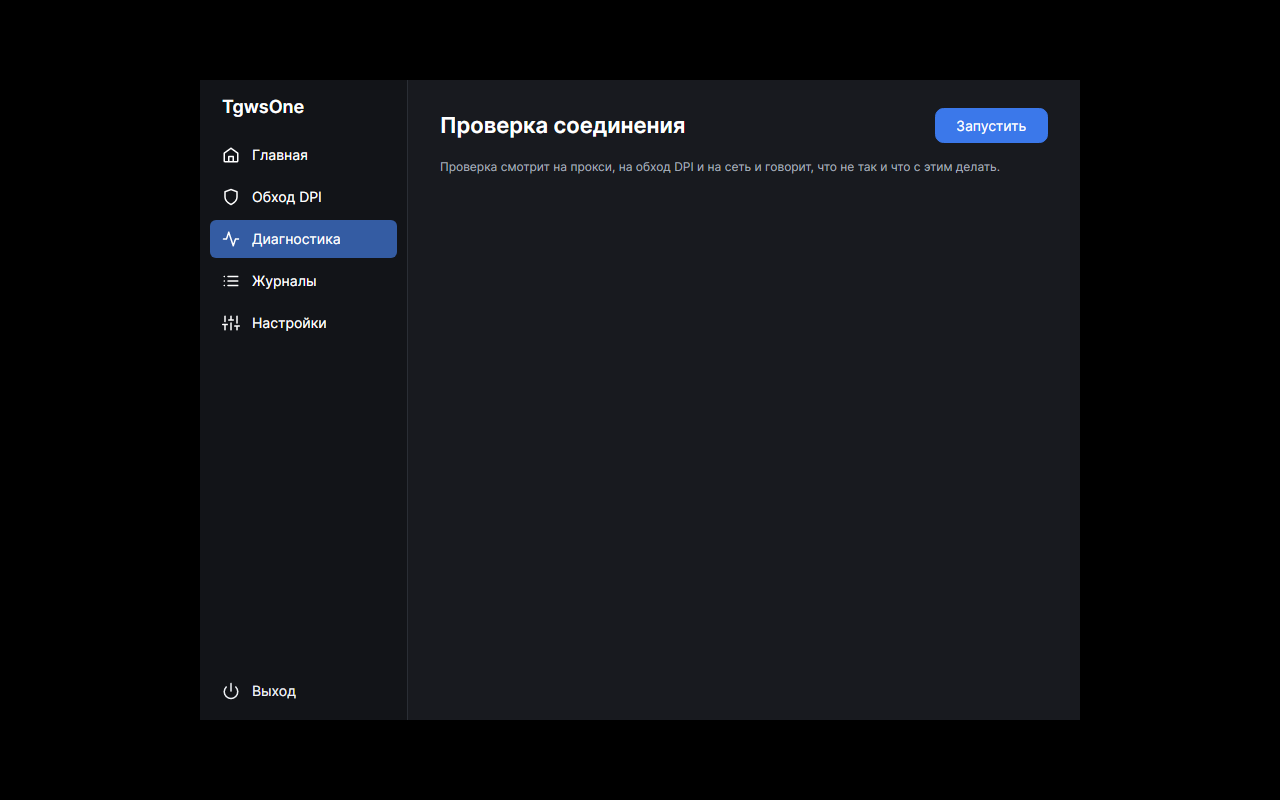 TgwsOne
Главная
Обход DPI
Диагностика
Журналы
Настройки
Выход
Проверка соединения
Запустить
Проверка смотрит на прокси, на обход DPI и на сеть и говорит, что не так и что с этим делать.